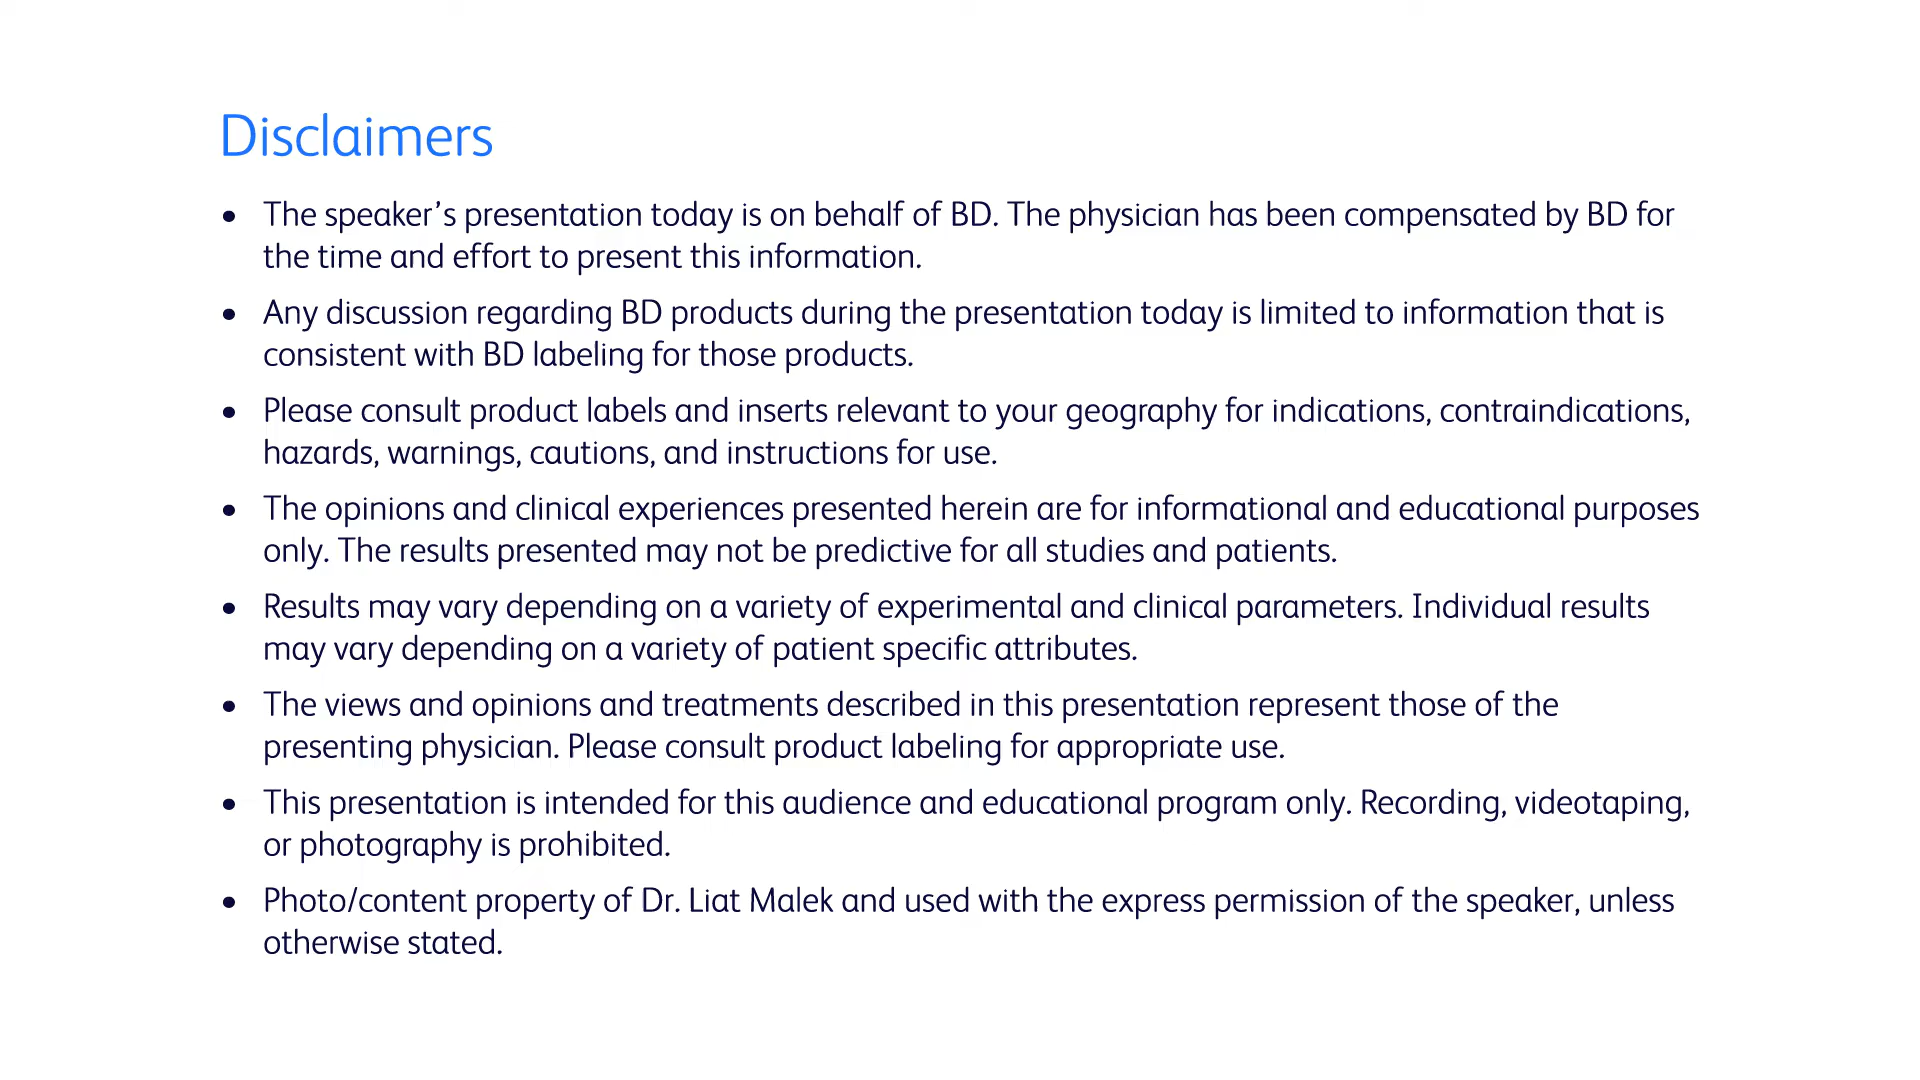 Disclaimers
• The speaker’s presentation today is on behalf of BD. The physician has been compensated by BD for
the time and effort to present this information.
• Any discussion regarding BD products during the presentation today is limited to information that is
consistent with BD labeling for those products.
• Please consult product labels and inserts relevant to your geography for indications, contraindications,
hazards, warnings, cautions, and instructions for use.
• The opinions and clinical experiences presented herein are for informational and educational purposes
only. The results presented may not be predictive for all studies and patients.
• Results may vary depending on a variety of experimental and clinical parameters. Individual results
may vary depending on a variety of patient specific attributes.
• The views and opinions and treatments described in this presentation represent those of the
presenting physician. Please consult product labeling for appropriate use.
• This presentation is intended for this audience and educational program only. Recording, videotaping,
or photography is prohibited.
• Photo/content property of Dr. Liat Malek and used with the express permission of the speaker, unless
otherwise stated.